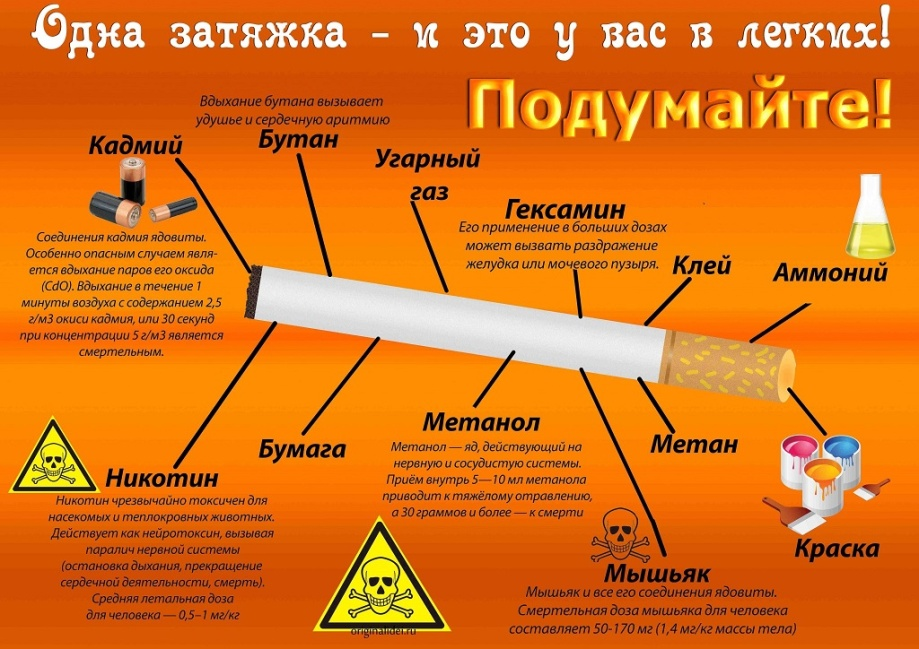 Одна затяжка - и это у вас в легких!
Подумайте!
Вдыхание бутана вызывает
удушье и сердечную аритмию
Бутан
Кадмий
Соединения кадмия ядовиты.
Особенно опасным случаем явля-
ется вдыхание паров его оксида
(CdO). Вдыхание в течение 1
минуты воздуха с содержанием 2,5
г/м3 окиси кадмия, или 30 секунд
при концентрации 5 г/м3 является
смертельным.
Угарный
газ
Гексамин
Его применение в больших дозах
может вызвать раздражение
желудка или мочевого пузыря.
Клей
Аммоний
Никотин
Никотин чрезвычайно токсичен для
насекомых и теплокровных животных.
Действует как нейротоксин, вызывая
паралич нервной системы
(остановка дыхания, прекращение
сердечной деятельности, смерть).
Средняя летальная доза
для человека — 0,5–1 мг/кг
Бумага
Метанол
Метанол — яд, действующий на
нервную и сосудистую системы.
Приём внутрь 5—10 мл метанола
приводит к тяжёлому отравлению,
а 30 граммов и более — к смерти
Метан
Краска
Мышьяк
Мышьяк и все его соединения ядовиты.
Смертельная доза мышьяка для человека
составляет 50-170 мг (1,4 мг/кг массы тела)
originalider.ru